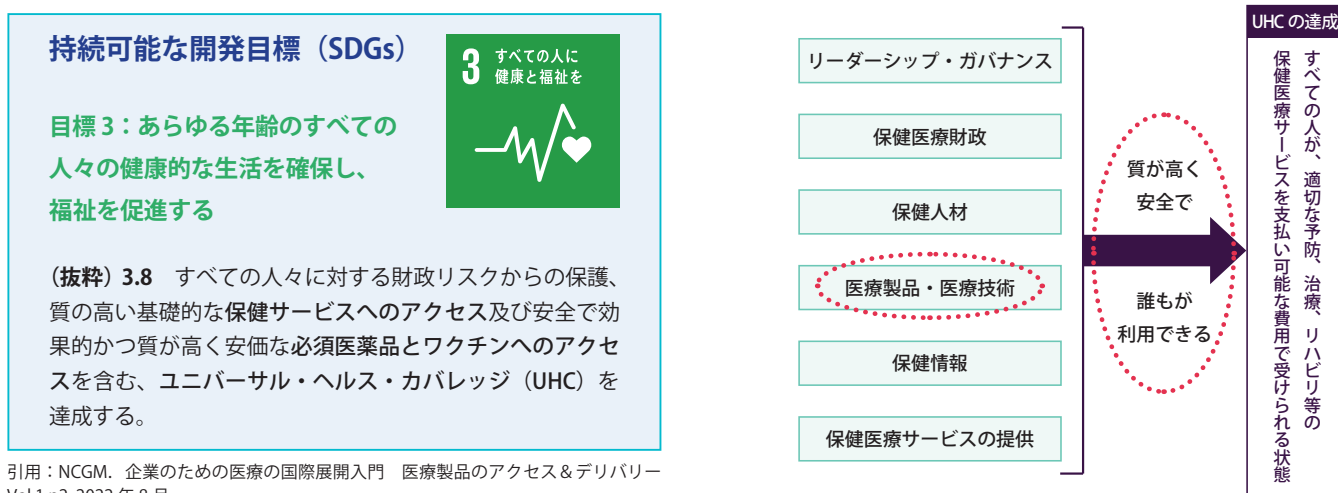 持続可能な開発目標（SDGs）
3 すべての人に
健康と福祉を
目標 3：あらゆる年齢のすべての
人々の健康的な生活を確保し、
福祉を促進する
（抜粋）3.8　すべての人々に対する財政リスクからの保護、
質の高い基礎的な保健サービスへのアクセス及び安全で効
果的かつ質が高く安価な必須医薬品とワクチンへのアクセ
スを含む、ユニバーサル・ヘルス・カバレッジ（UHC）を
達成する。
引用：NCGM．企業のための医療の国際展開入門　医療製品のアクセス＆デリバリー
リーダーシップ・ガバナンス
保健医療財政
保健人材
医療製品・医療技術
保健情報
保健医療サービスの提供
質が高く
安全で
誰もが
利用できる
UHC の達成
すべての人が、適切な予防、治療、リハビリ等の
保健医療サービスを支払い可能な費用で受けられる状態